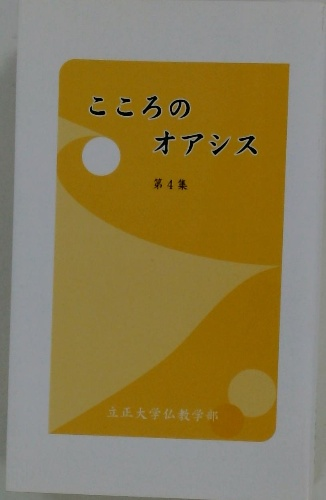 こころの
オアシス
第4集
立正大学仏教学部